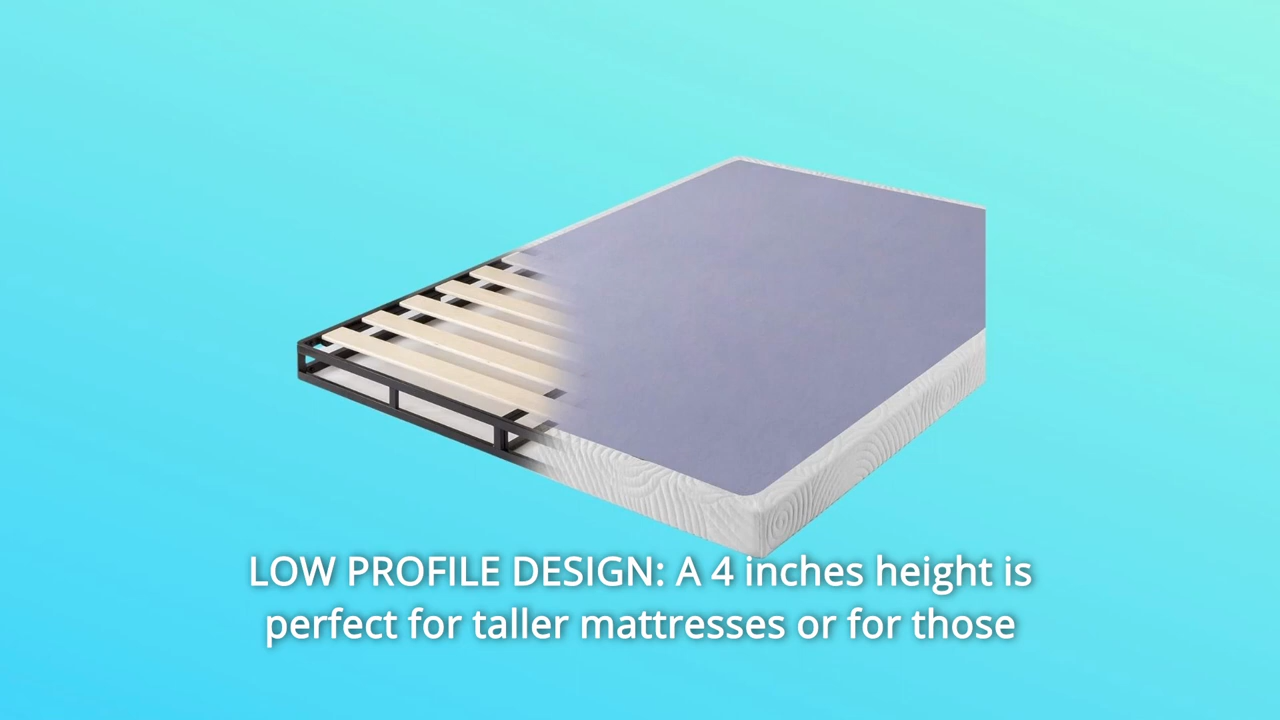 LOW PROFILE DESIGN: A 4 inches height is
perfect for taller mattresses or for those